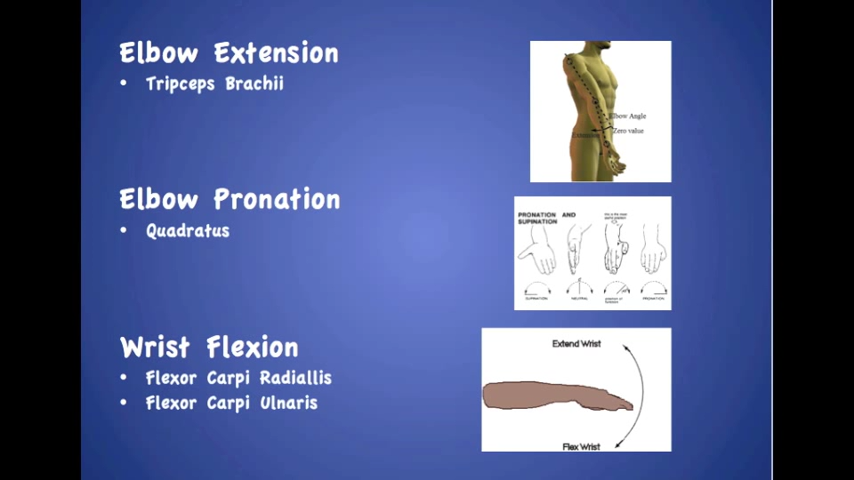 Elbow Extension
• Tripceps Brachii
Elbow Angle
Zero value
Elbow Pronation
• Quadratus
PRONATION AND
SUPINATION
SUPINATION
NEUTRAL
PRONATION
Wrist Flexion
• Flexor Carpi Radiallis
• Flexor Carpi Ulnaris
Extend Wrist
Flex Wrist